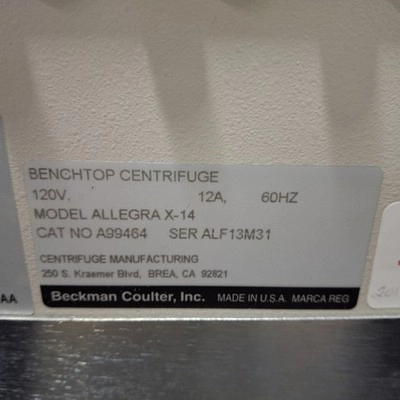 BENCHTOP CENTRIFUGE
120V, 12A, 60HZ
MODEL ALLEGRA X-14
CAT NO A99464 SER ALF13M31
CENTRIFUGE MANUFACTURING
250 S. Kraemer Blvd, BREA, CA 92821
AA
Beckman Coulter, Inc. MADE IN U.S.A. MARCA REG